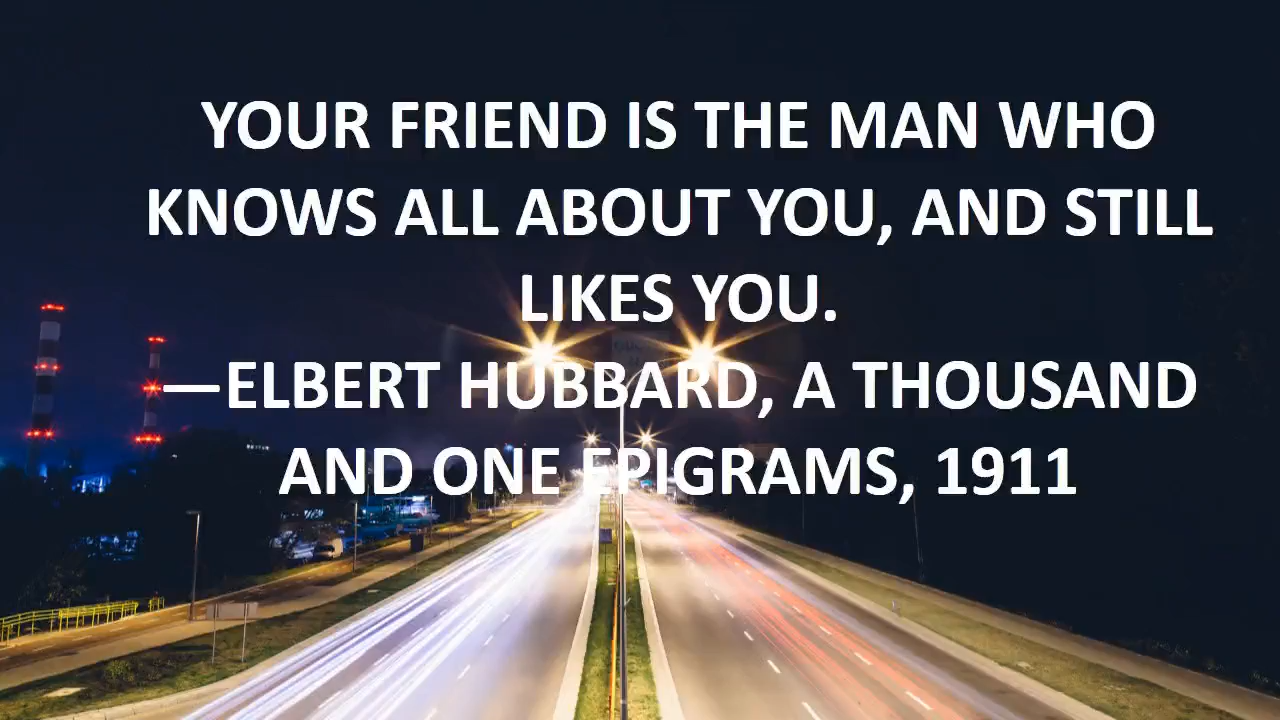 YOUR FRIEND IS THE MAN WHO
KNOWS ALL ABOUT YOU, AND STILL
LIKES YOU.
—ELBERT HUBBARD, A THOUSAND
AND ONE EPIGRAMS, 1911